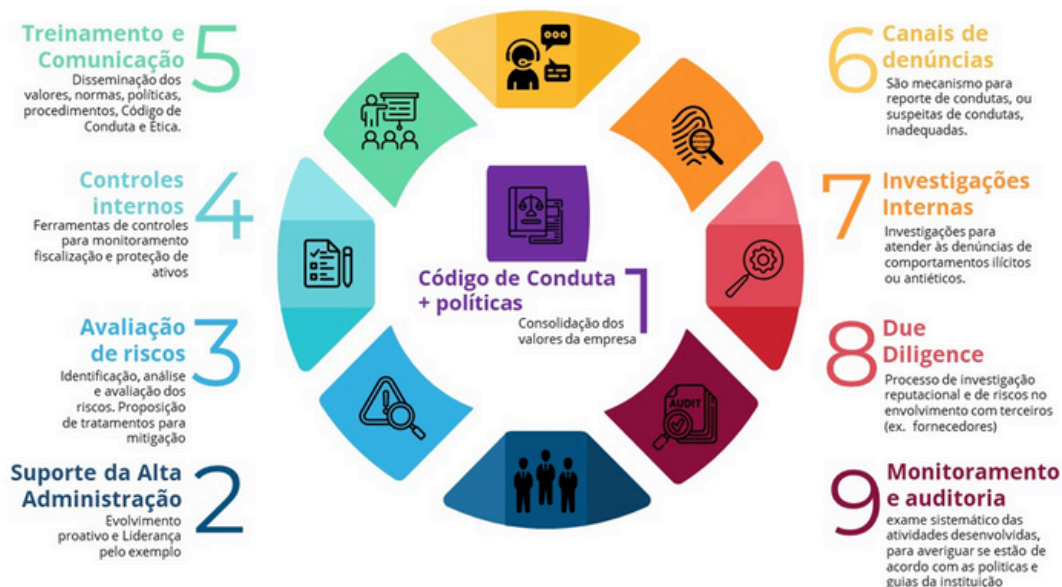 Treinamento e
Comunicação
5
Disseminação dos
valores, normas, políticas,
procedimentos, Código de
Conduta e Ética.
Controles
internos
4
Ferramentas de controles
para monitoramento
fiscalização e proteção de
ativos
Avaliação
de riscos
3
Identificação, análise
e avaliação dos
riscos. Proposição
de tratamentos para
mitigação
Suporte da Alta
Administração
2
Evolvimento
proativo e Liderança
pelo exemplo
Código de Conduta
+ políticas
1
Consolidação dos
valores da empresa
AUDIT
6
Canais de
denúncias
São mecanismo para
reporte de condutas, ou
suspeitas de condutas,
inadequadas.
7
Investigações
Internas
Investigações para
atender às denúncias de
comportamentos ilícitos
ou antiéticos.
8
Due
Diligence
Processo de investigação
reputacional e de riscos no
envolvimento com terceiros
(ex. fornecedores)
9
Monitoramento
e auditoria
exame sistemático das
atividades desenvolvidas,
para averiguar se estão de
acordo com as politicas e
guias da instituição